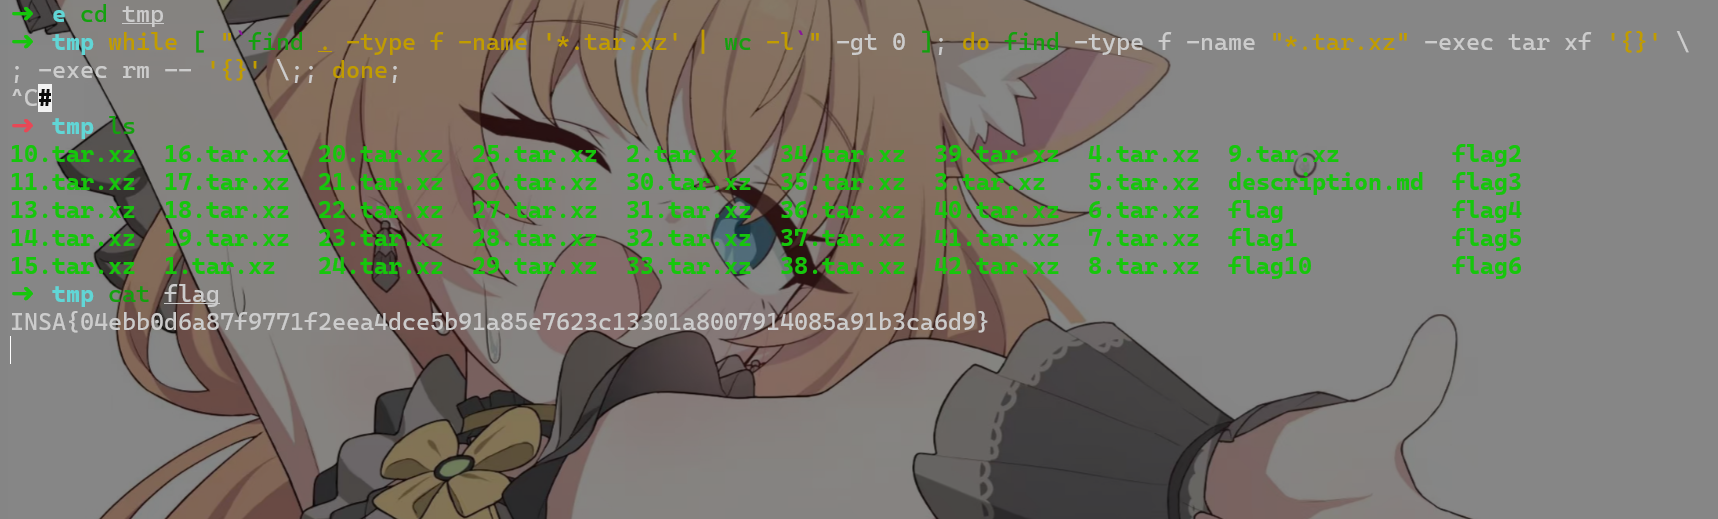 → e cd tmp
→ tmp while [ "`find . -type f -name '*.tar.xz' | wc -l`" -gt 0 ]; do find -type f -name "*.tar.xz" -exec tar xf '{}' \
; -exec rm -- '{}' \;; done;
^C#
→ tmp ls
10.tar.xz 16.tar.xz 20.tar.xz 25.tar.xz 2.tar.xz 34.tar.xz 39.tar.xz 4.tar.xz 9.tar.xz flag2
11.tar.xz 17.tar.xz 21.tar.xz 26.tar.xz 30.tar.xz 35.tar.xz 3.tar.xz 5.tar.xz description.md flag3
13.tar.xz 18.tar.xz 22.tar.xz 27.tar.xz 31.tar.xz 36.tar.xz 40.tar.xz 6.tar.xz flag flag4
14.tar.xz 19.tar.xz 23.tar.xz 28.tar.xz 32.tar.xz 37.tar.xz 41.tar.xz 7.tar.xz flag1 flag5
15.tar.xz 1.tar.xz 24.tar.xz 29.tar.xz 33.tar.xz 38.tar.xz 42.tar.xz 8.tar.xz flag10 flag6
→ tmp cat flag
INSA{04ebb0d6a87f9771f2eea4dce5b91a85e7623c13301a8007914085a91b3ca6d9}